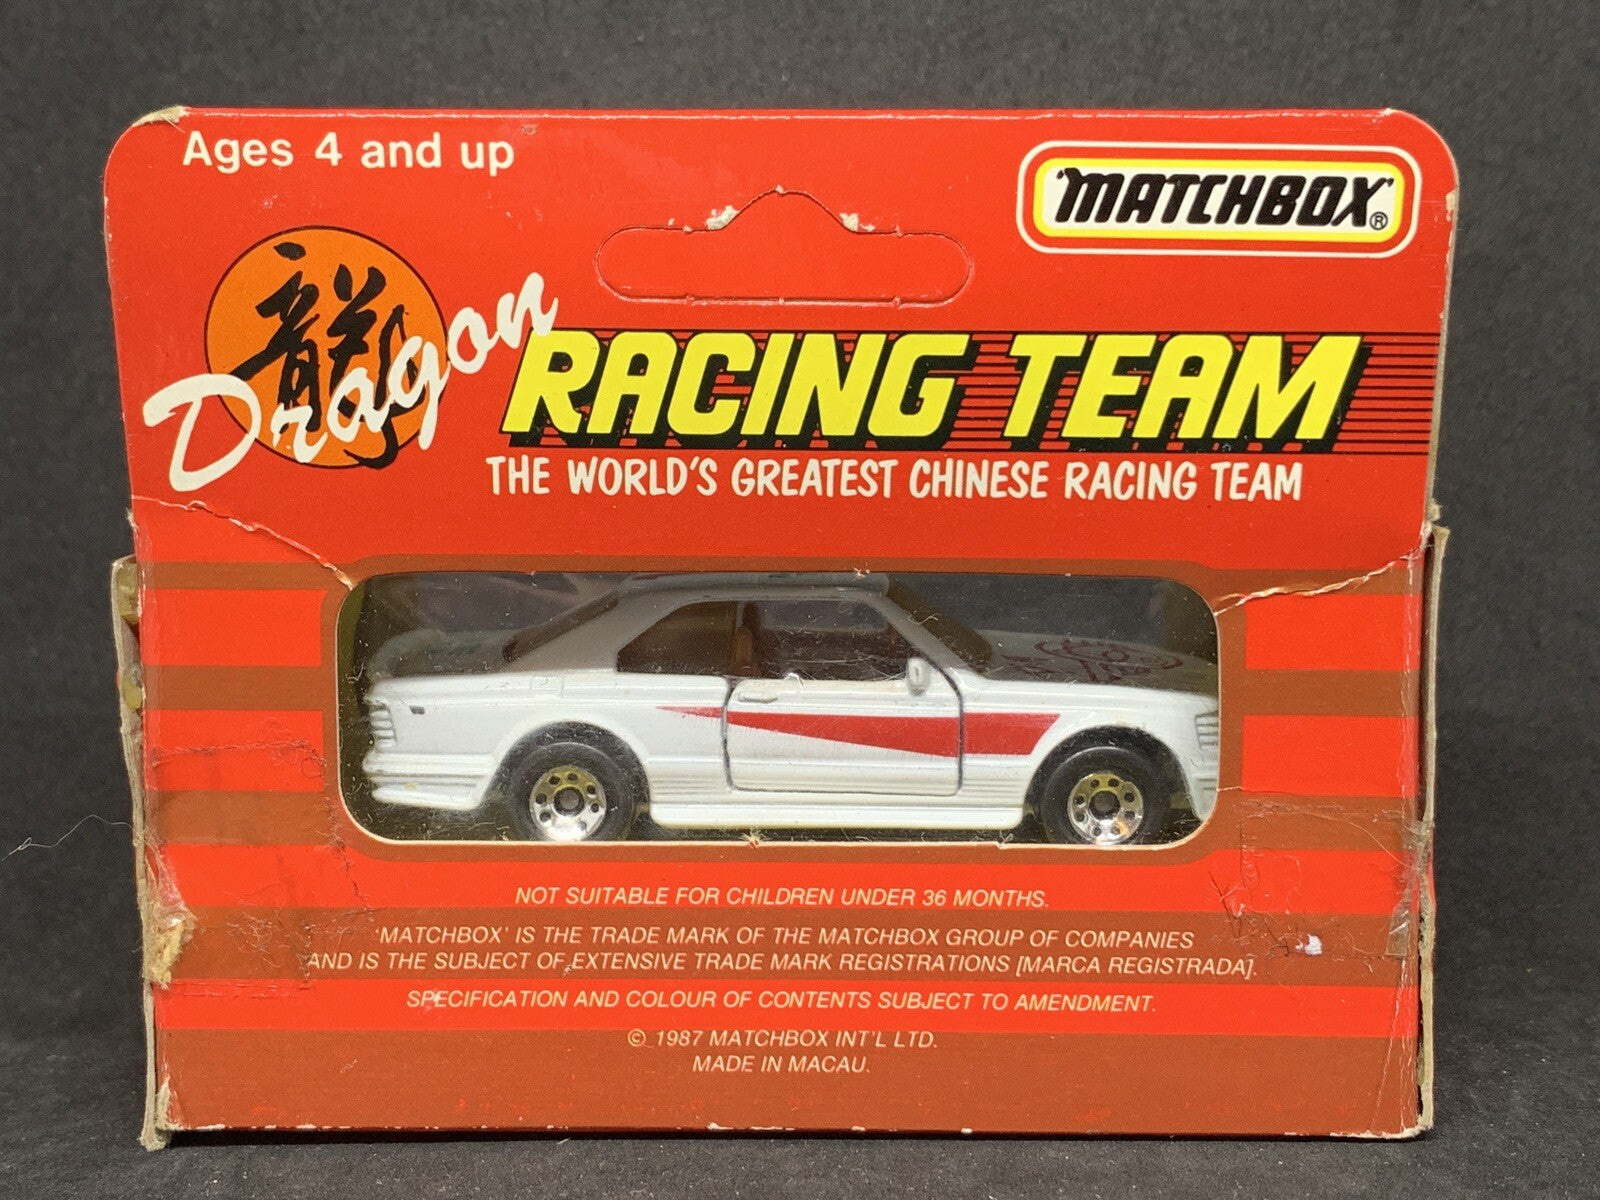 Ages 4 and up
'MATCHBOX'®
龍
Dragon RACING TEAM
THE WORLD'S GREATEST CHINESE RACING TEAM
NOT SUITABLE FOR CHILDREN UNDER 36 MONTHS.
'MATCHBOX' IS THE TRADE MARK OF THE MATCHBOX GROUP OF COMPANIES
AND IS THE SUBJECT OF EXTENSIVE TRADE MARK REGISTRATIONS [MARCA REGISTRADA].
SPECIFICATION AND COLOUR OF CONTENTS SUBJECT TO AMENDMENT.
© 1987 MATCHBOX INT'L LTD.
MADE IN MACAU.